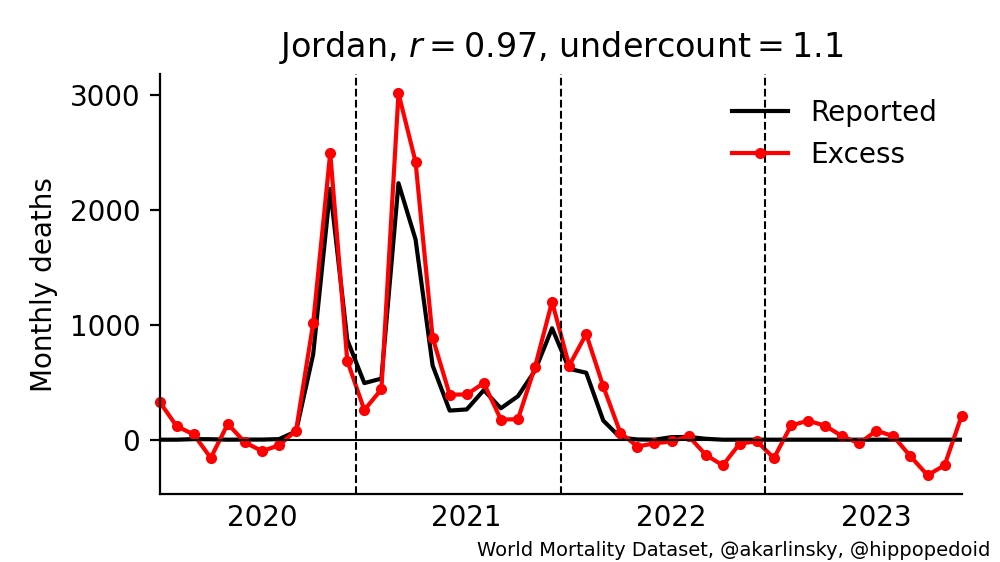 Jordan, r = 0.97, undercount = 1.1
3000
2000
1000
0
Monthly deaths
Reported
Excess
2020 2021 2022 2023
World Mortality Dataset, @akarlinsky, @hippopedoid